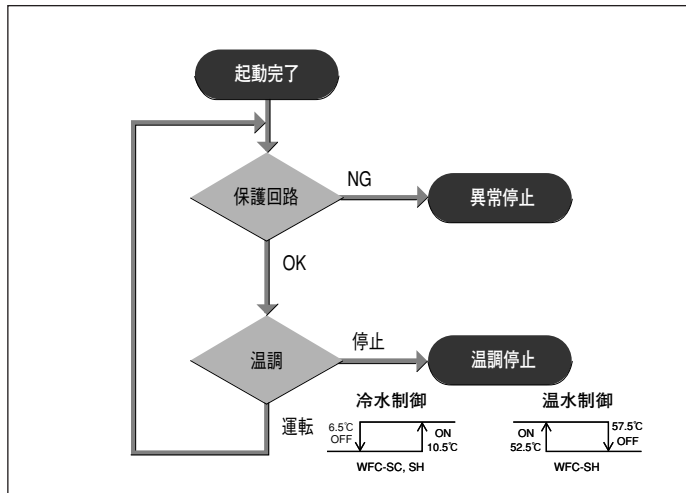 起動完了
保護回路
NG
異常停止
OK
温調
停止
温調停止
運転
冷水制御
6.5℃
OFF
ON
10.5℃
WFC-SC, SH
温水制御
ON
52.5℃
57.5℃
OFF
WFC-SH